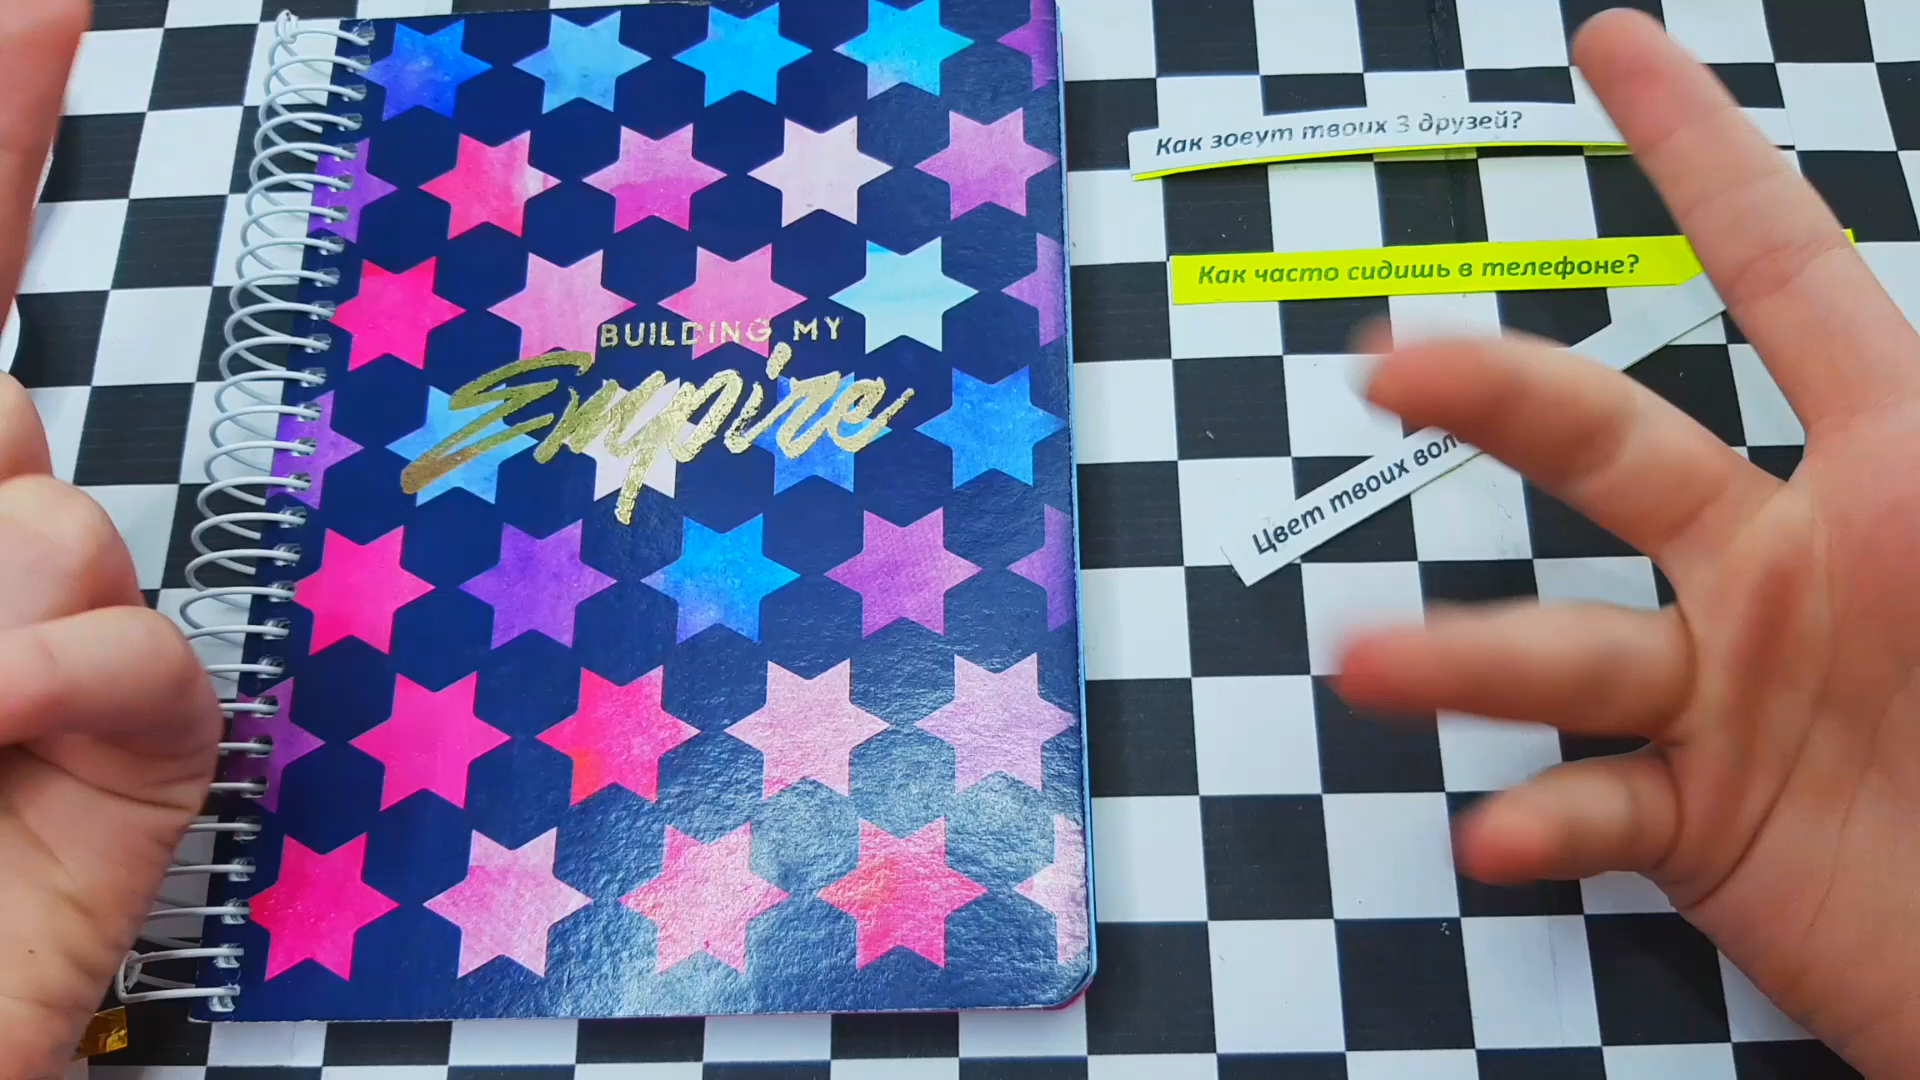 BUILDING MY
Empire
Как зовут твоих 3 друзей?
Как часто сидишь в телефоне?
Цвет твоих